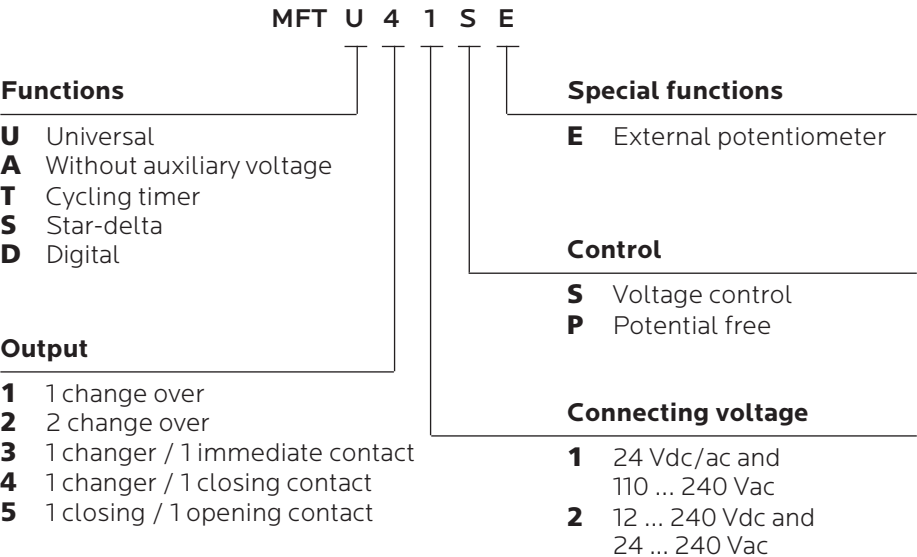 MFT U 4 1 S E
Functions
U Universal
A Without auxiliary voltage
T Cycling timer
S Star-delta
D Digital
Output
1 1 change over
2 2 change over
3 1 changer / 1 immediate contact
4 1 changer / 1 closing contact
5 1 closing / 1 opening contact
Special functions
E External potentiometer
Control
S Voltage control
P Potential free
Connecting voltage
1 24 Vdc/ac and
110 ... 240 Vac
2 12 ... 240 Vdc and
24 ... 240 Vac